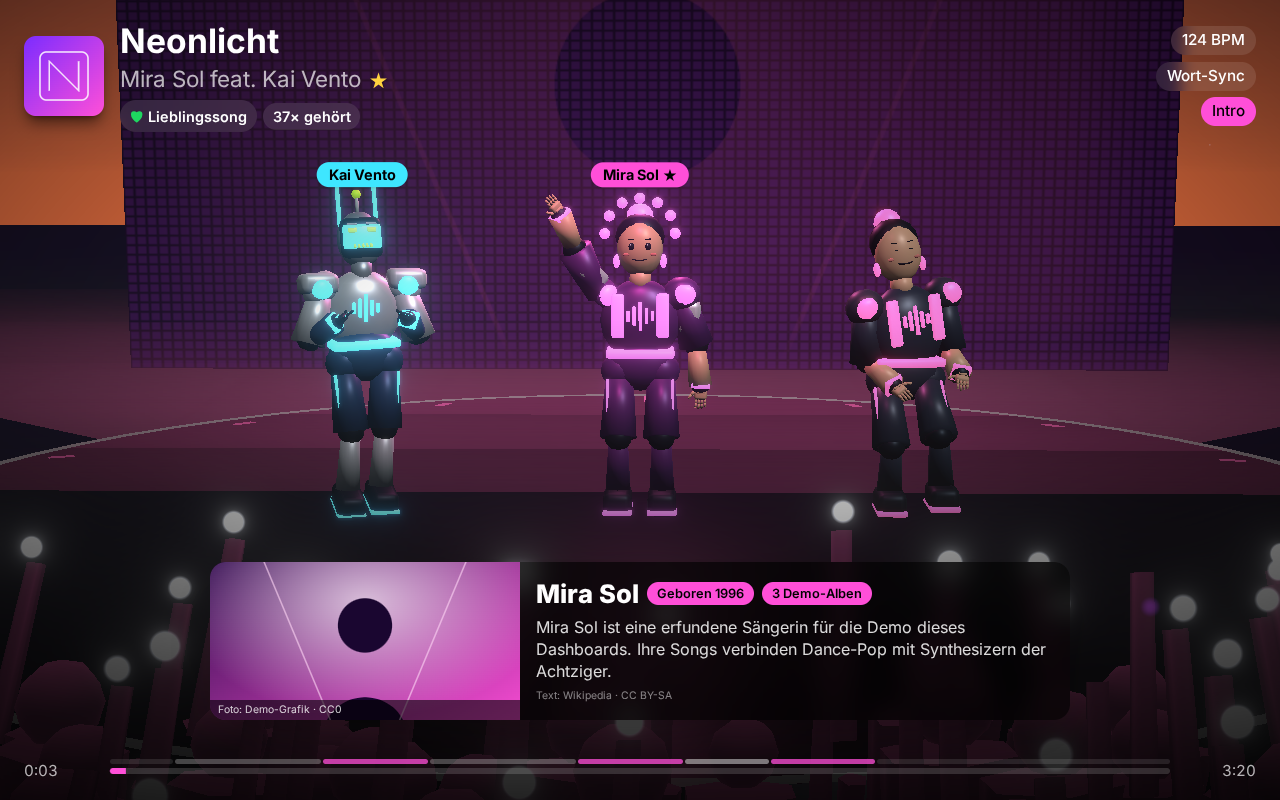 Neonlicht
Mira Sol feat. Kai Vento ★
Lieblingssong
37× gehört
124 BPM
Wort-Sync
Intro
Kai Vento
Mira Sol ★
Mira Sol
Geboren 1996
3 Demo-Alben
Mira Sol ist eine erfundene Sängerin für die Demo dieses
Dashboards. Ihre Songs verbinden Dance-Pop mit Synthesizern der
Achtziger.
Text: Wikipedia · CC BY-SA
Foto: Demo-Grafik · CC0
0:03
3:20